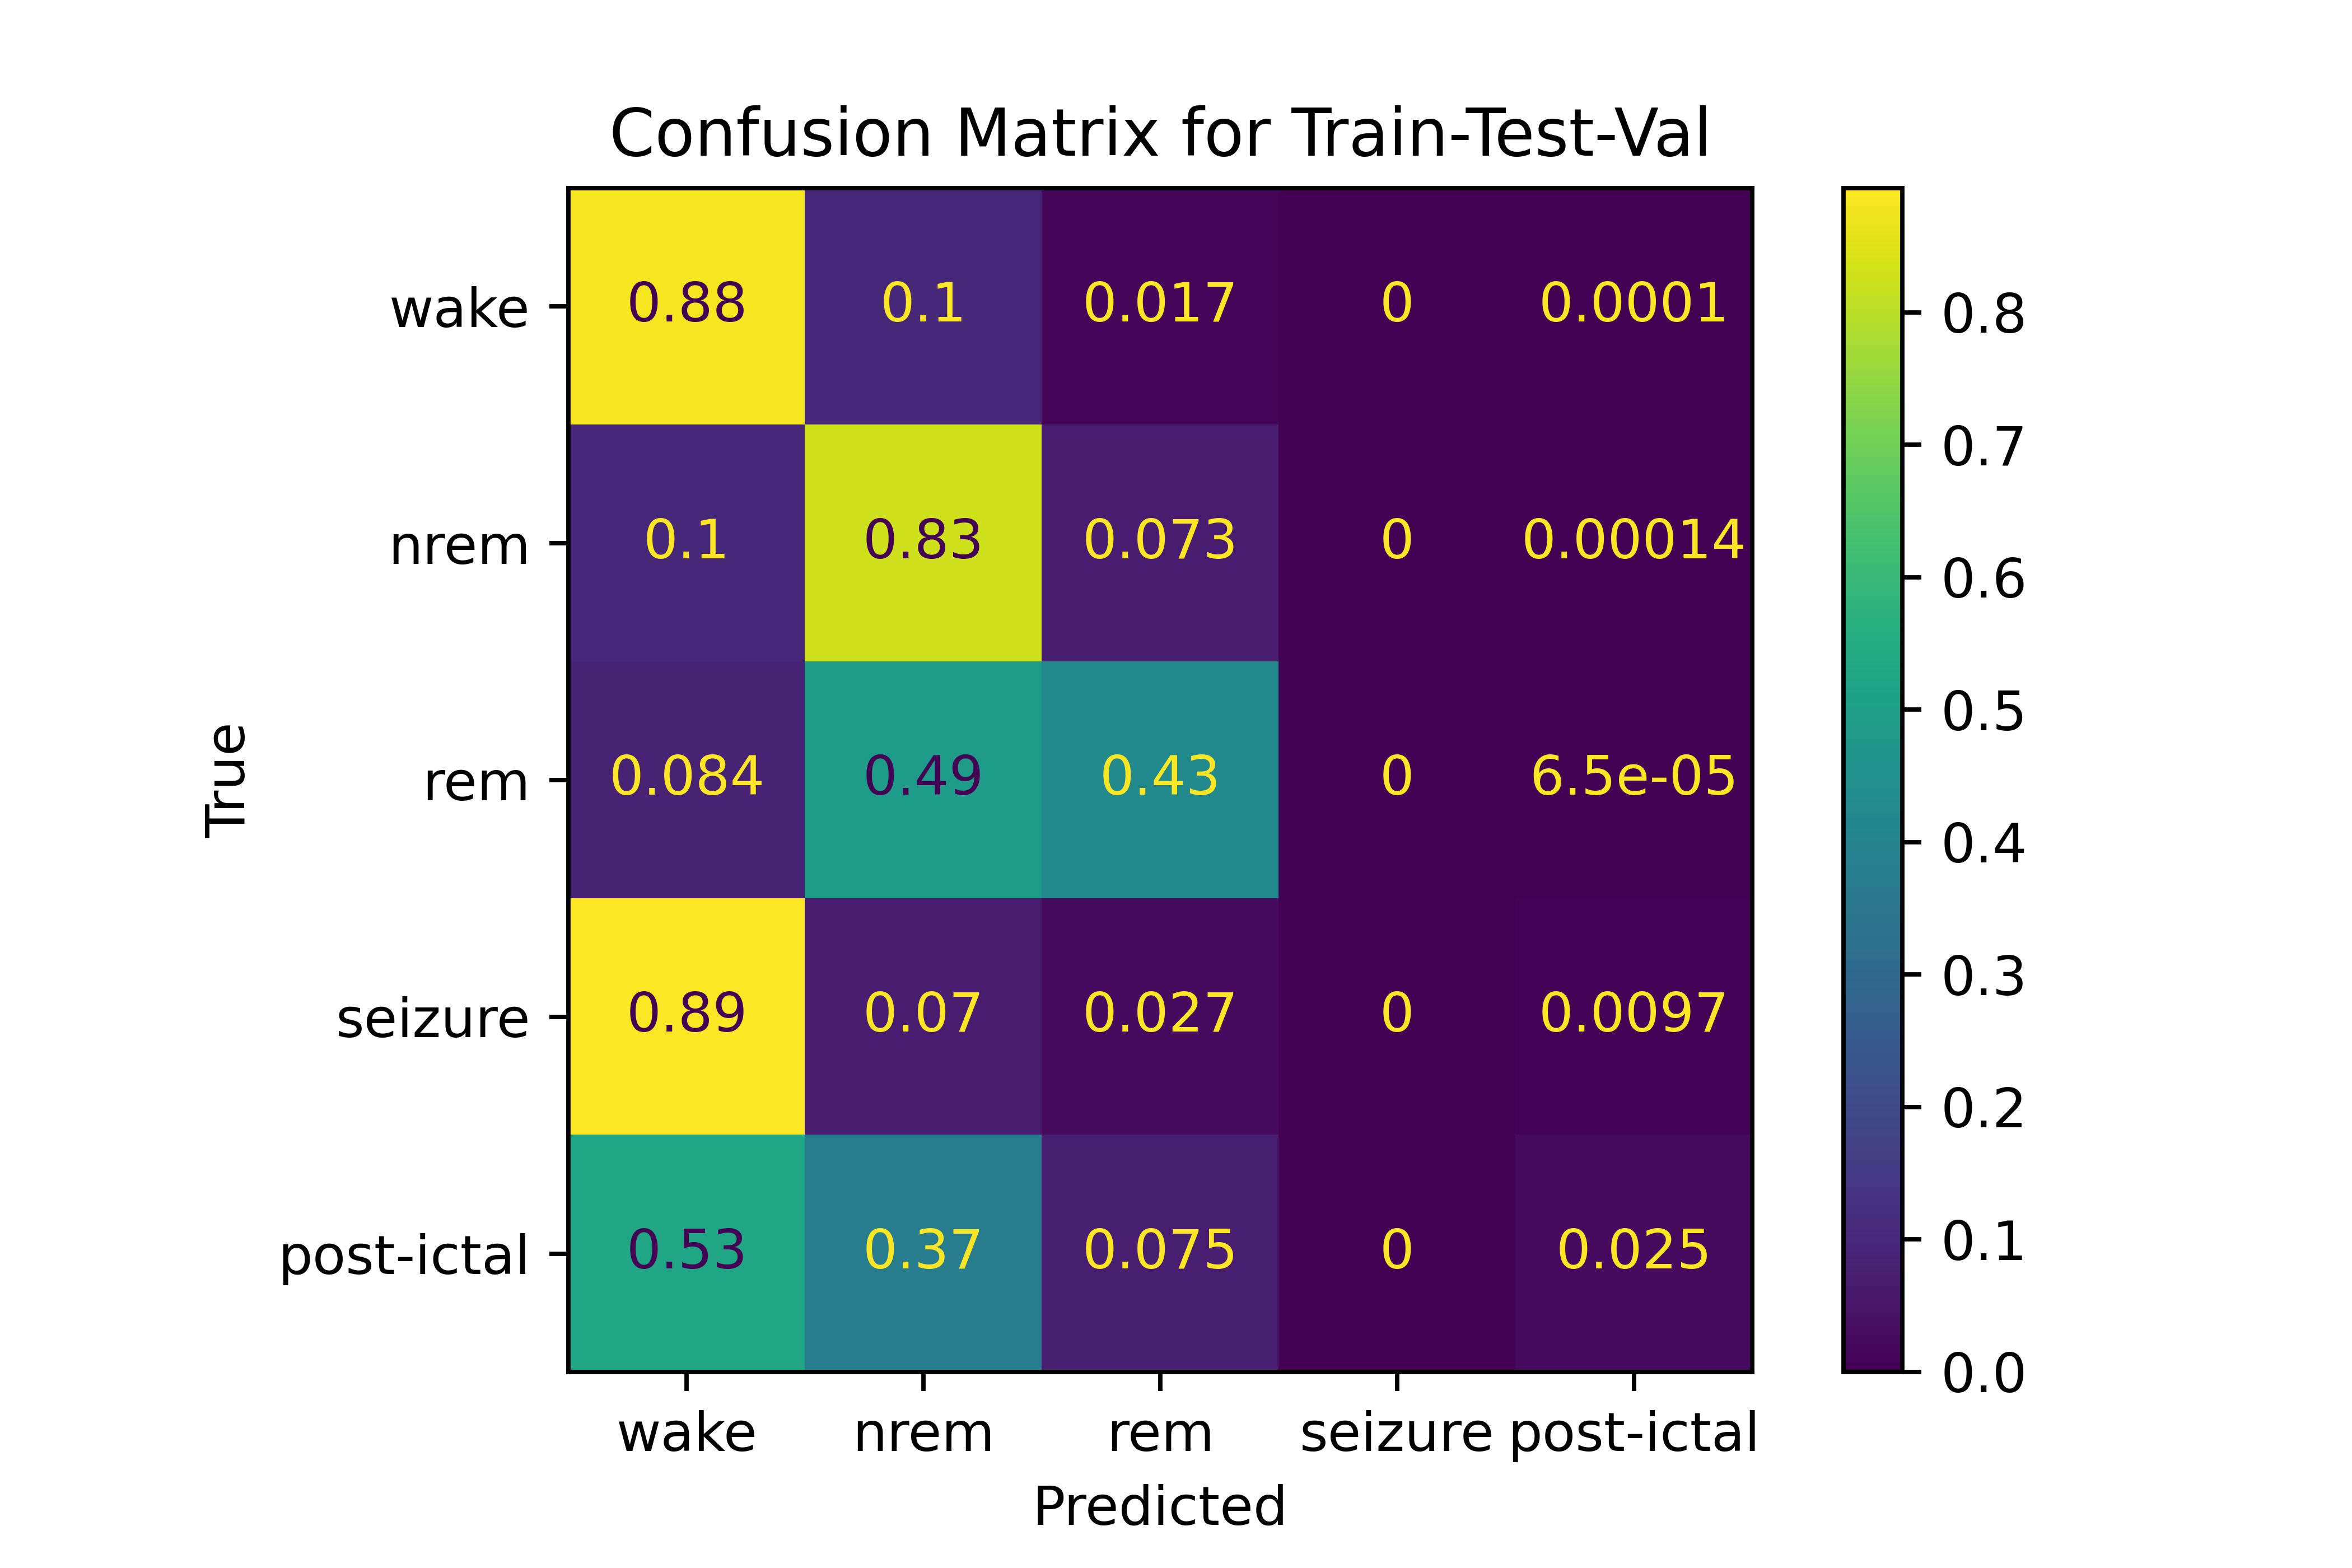 Confusion Matrix for Train-Test-Val
True
wake 0.88 0.1 0.017 0 0.0001
nrem 0.1 0.83 0.073 0 0.00014
rem 0.084 0.49 0.43 0 6.5e-05
seizure 0.89 0.07 0.027 0 0.0097
post-ictal 0.53 0.37 0.075 0 0.025
wake nrem rem seizure post-ictal
Predicted
0.8
0.7
0.6
0.5
0.4
0.3
0.2
0.1
0.0